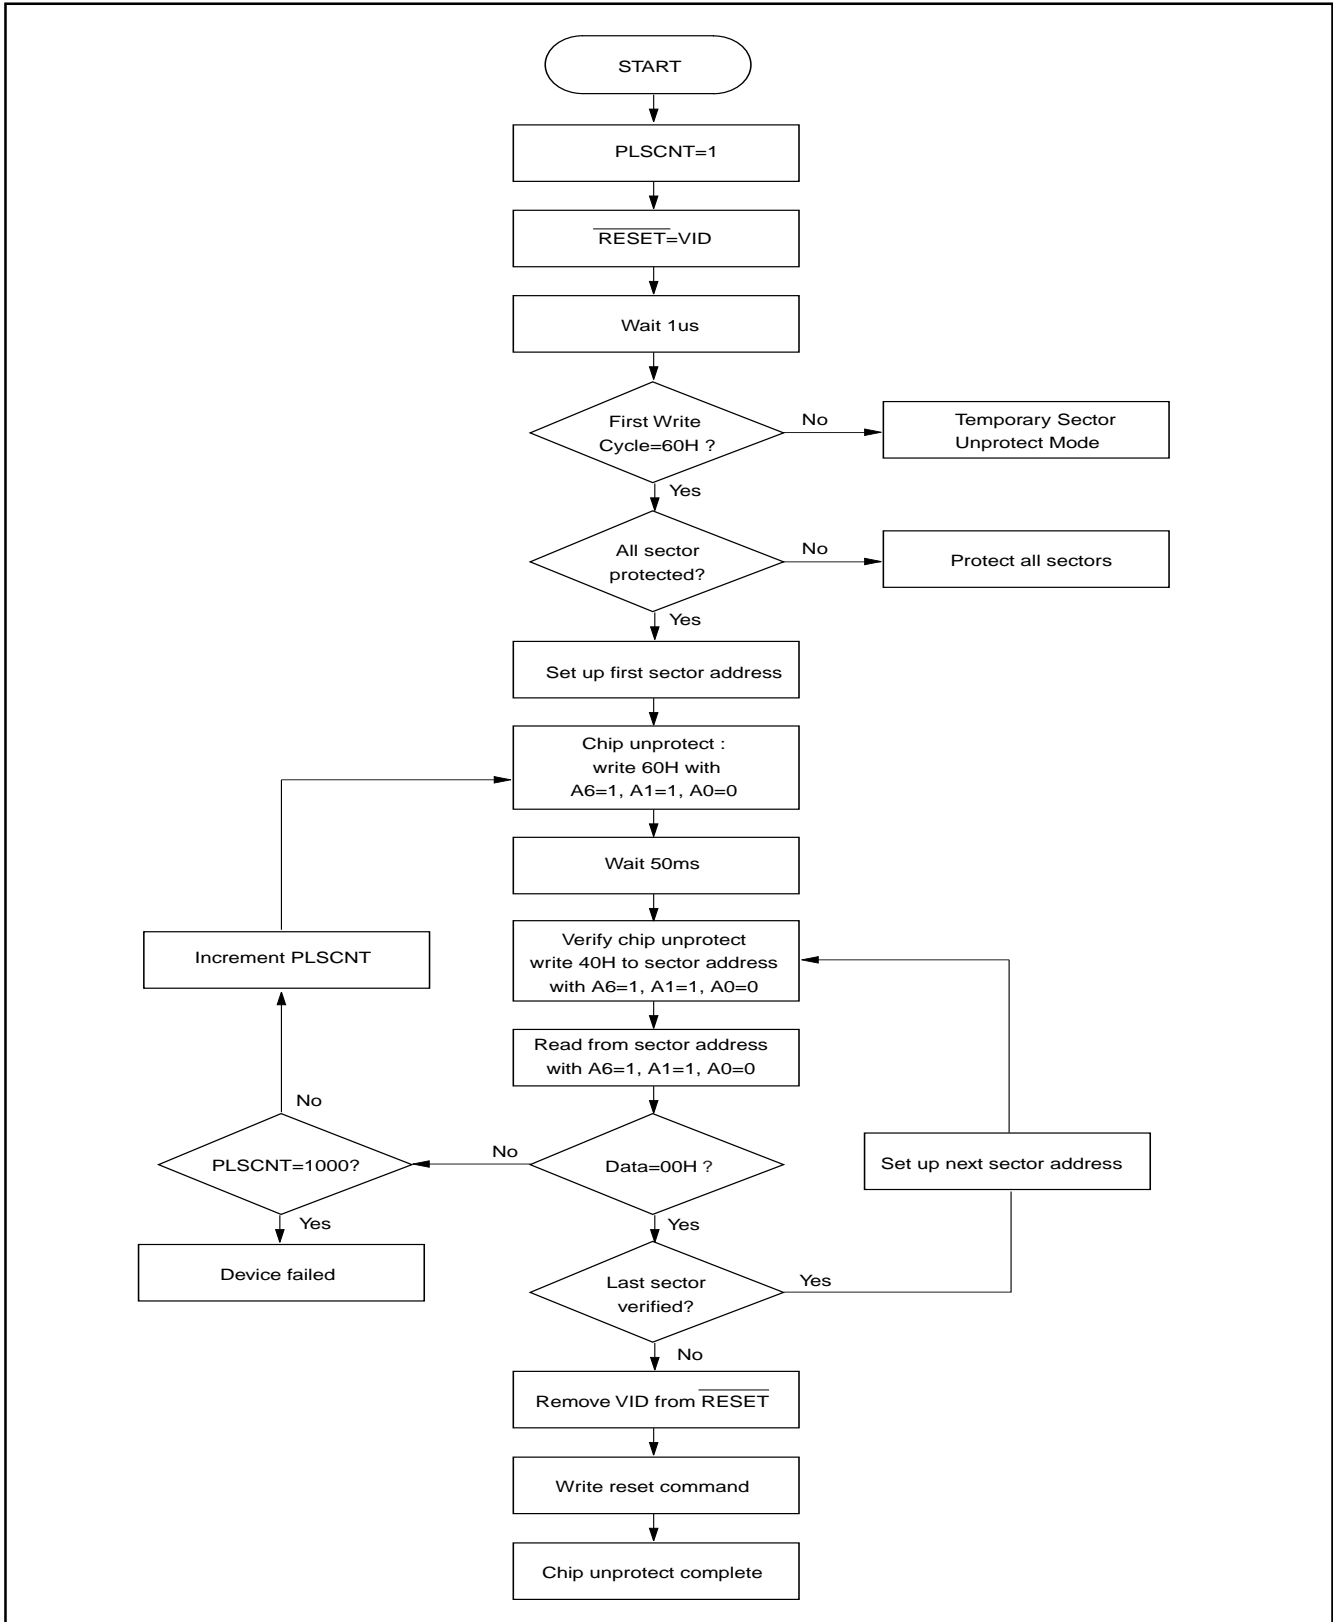 START
PLSCNT=1
RESET=VID
Wait 1us
First Write
Cycle=60H ?
No
Temporary Sector
Unprotect Mode
Yes
All sector
protected?
No
Protect all sectors
Yes
Set up first sector address
Chip unprotect :
write 60H with
A6=1, A1=1, A0=0
Wait 50ms
Increment PLSCNT
Verify chip unprotect
write 40H to sector address
with A6=1, A1=1, A0=0
Read from sector address
with A6=1, A1=1, A0=0
No
PLSCNT=1000?
No
Data=00H ?
Set up next sector address
Yes
Yes
Device failed
Last sector
verified?
Yes
No
Remove VID from RESET
Write reset command
Chip unprotect complete